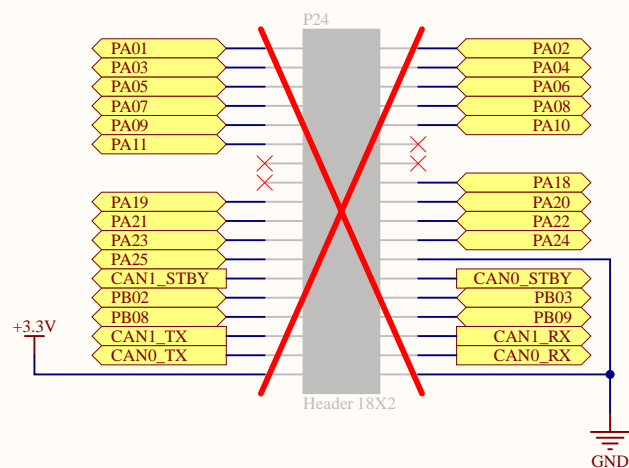 P24
PA01 PA02
PA03 PA04
PA05 PA06
PA07 PA08
PA09 PA10
PA11
PA18
PA19 PA20
PA21 PA22
PA23 PA24
PA25
CAN1_STBY CAN0_STBY
PB02 PB03
PB08 PB09
+3.3V
CAN1_TX CAN1_RX
CAN0_TX CAN0_RX
Header 18X2
GND